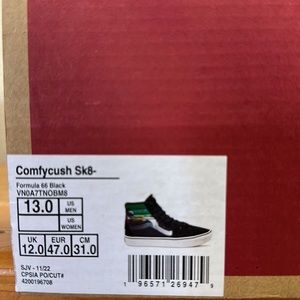 Comfycush Sk8-
Formula 66 Black
VN0A7TNOBM8
13.0 US MEN US WOMEN
UK EUR CM
12.0 47.0 31.0
SJV - 11/22
CPSIA PO/CUT#
4200196708
1 96571 26947 9